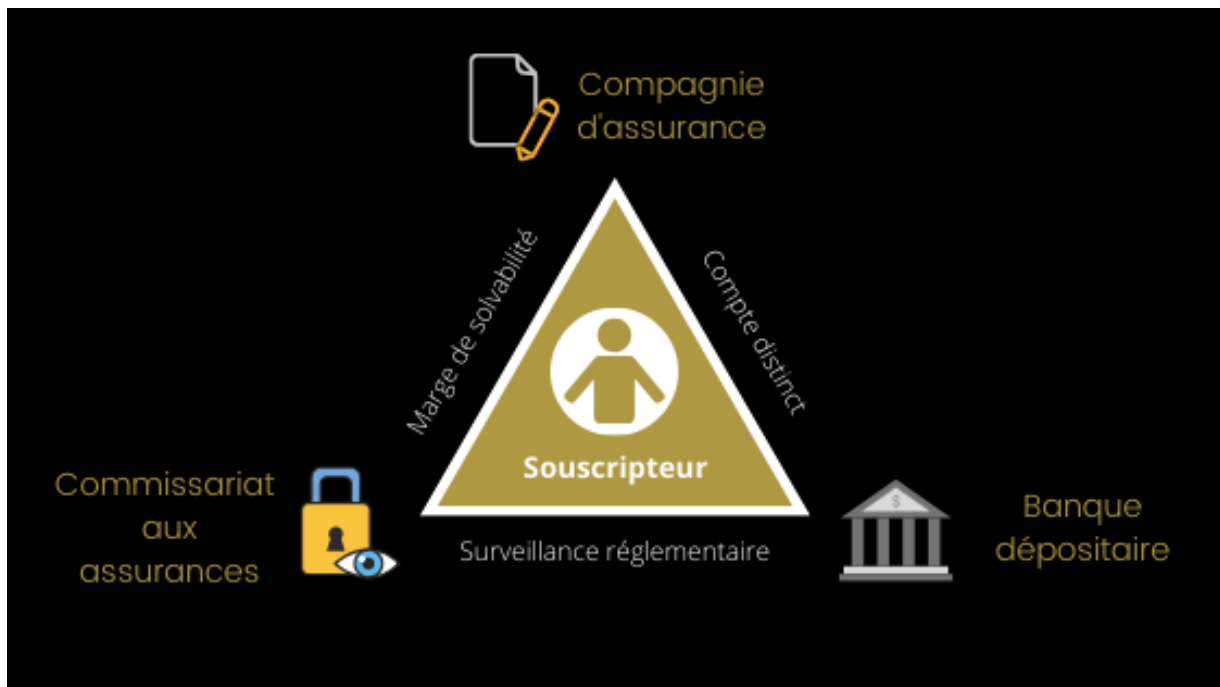 Compagnie
d'assurance
Marge de solvabilité
Compte distinct
$
Souscripteur
Commissariat
aux
assurances
Surveillance réglementaire
Banque
dépositaire